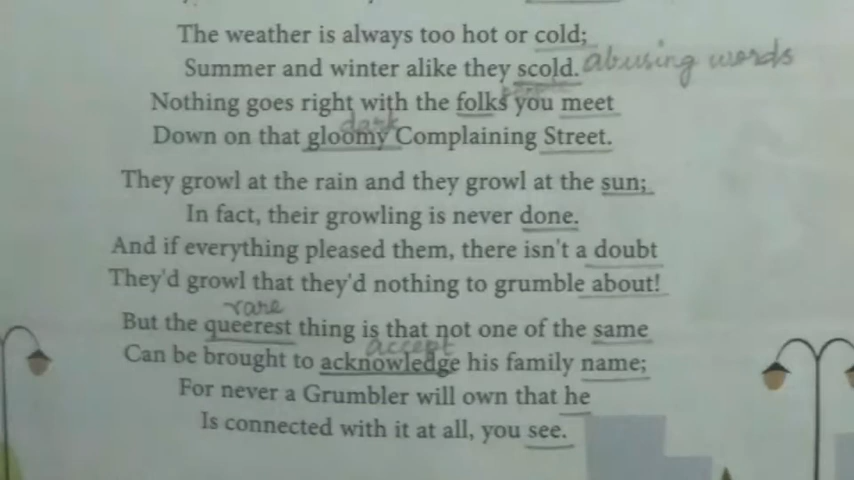 The weather is always too hot or cold;
Summer and winter alike they scold. abusing words
people
Nothing goes right with the folks you meet
dark
Down on that gloomy Complaining Street.
They growl at the rain and they growl at the sun;
In fact, their growling is never done.
And if everything pleased them, there isn't a doubt
They'd growl that they'd nothing to grumble about!
rare
But the queerest thing is that not one of the same
accept
Can be brought to acknowledge his family name;
For never a Grumbler will own that he
Is connected with it at all, you see.